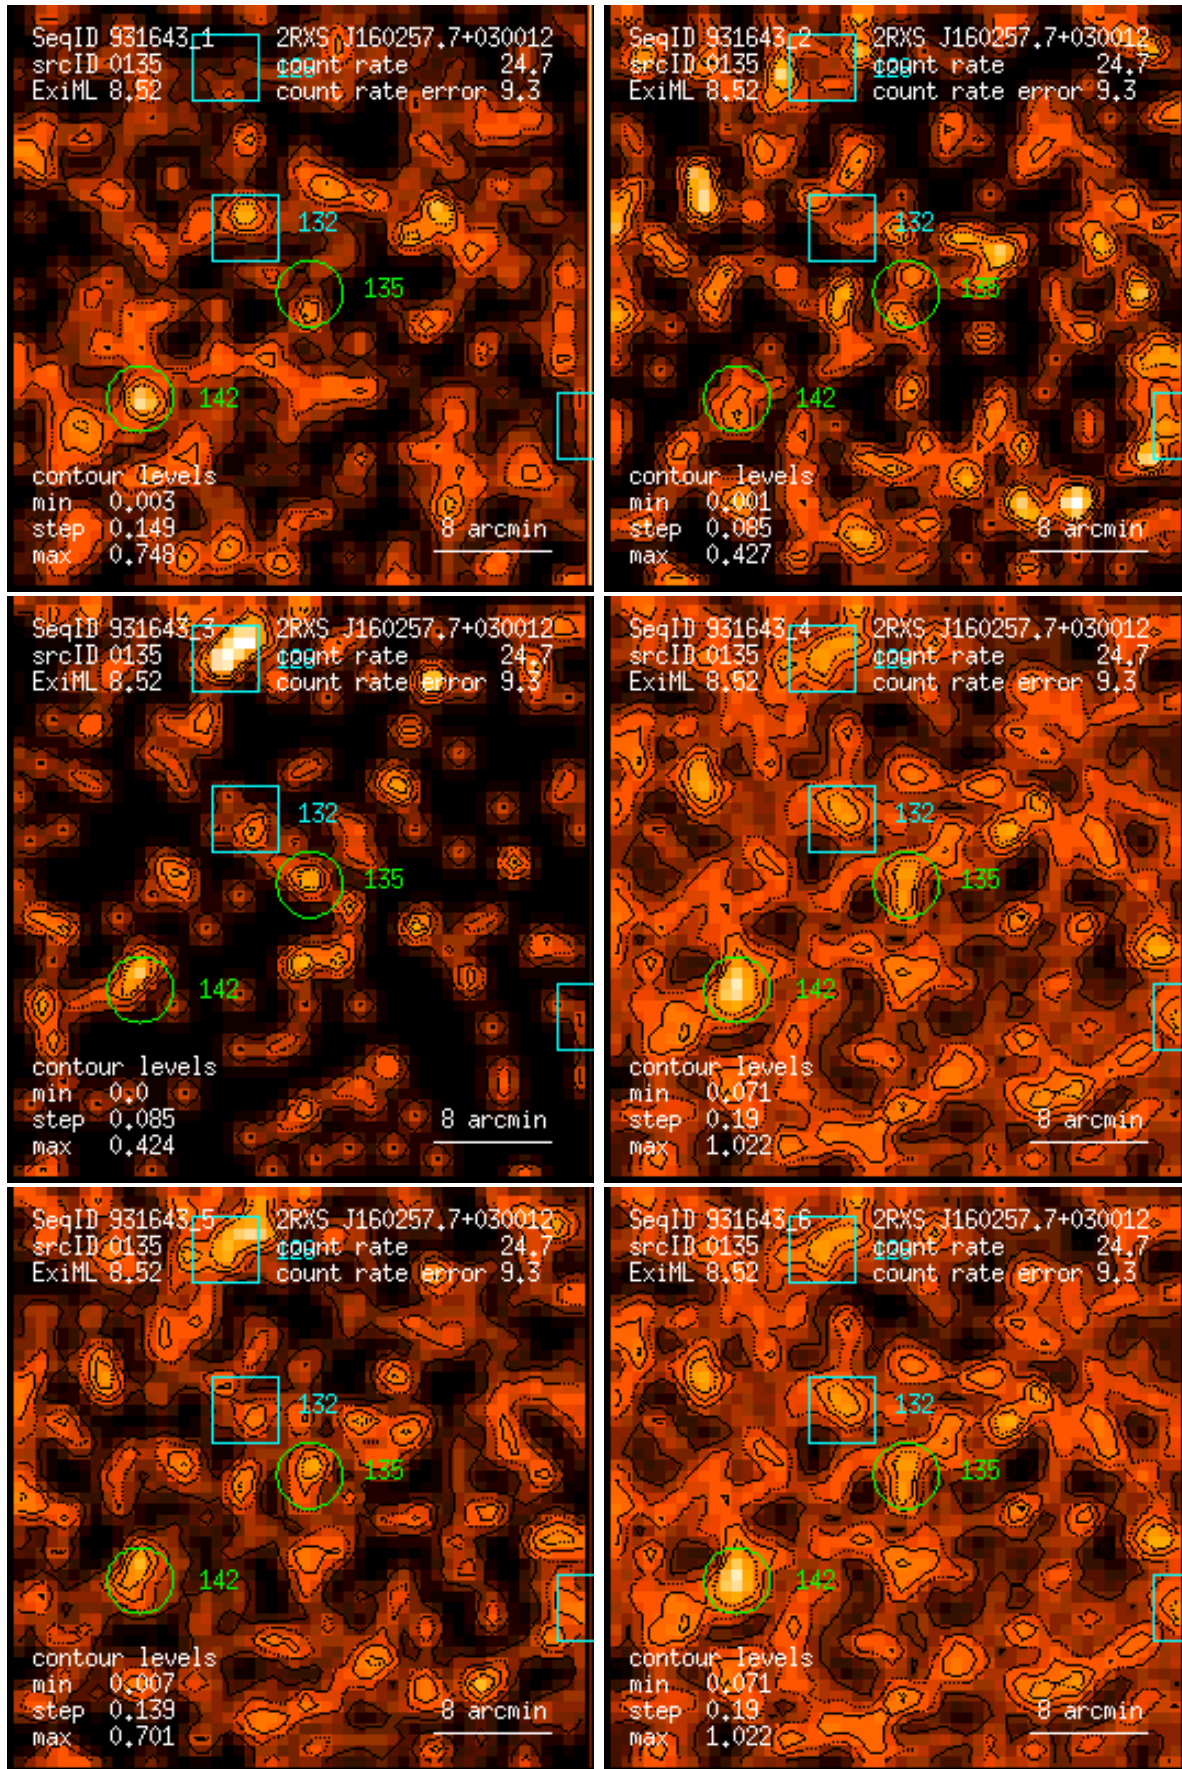 SeqID 931643_1 2RXS J160257.7+030012
srcID 0135 count rate 24.7
ExiML 8.52 count rate error 9.3
132
135
142
contour levels
min 0.003
step 0.149 8 arcmin
max 0.748
SeqID 931643_2 2RXS J160257.7+030012
srcID 0135 count rate 24.7
ExiML 8.52 count rate error 9.3
132
135
142
contour levels
min 0.001
step 0.085 8 arcmin
max 0.427
SeqID 931643_3 2RXS J160257.7+030012
srcID 0135 count rate 24.7
ExiML 8.52 count rate error 9.3
132
135
142
contour levels
min 0.0
step 0.085 8 arcmin
max 0.424
SeqID 931643_4 2RXS J160257.7+030012
srcID 0135 count rate 24.7
ExiML 8.52 count rate error 9.3
132
135
142
contour levels
min 0.071
step 0.19 8 arcmin
max 1.022
SeqID 931643_5 2RXS J160257.7+030012
srcID 0135 count rate 24.7
ExiML 8.52 count rate error 9.3
132
135
142
contour levels
min 0.007
step 0.139 8 arcmin
max 0.701
SeqID 931643_6 2RXS J160257.7+030012
srcID 0135 count rate 24.7
ExiML 8.52 count rate error 9.3
132
135
142
contour levels
min 0.071
step 0.19 8 arcmin
max 1.022